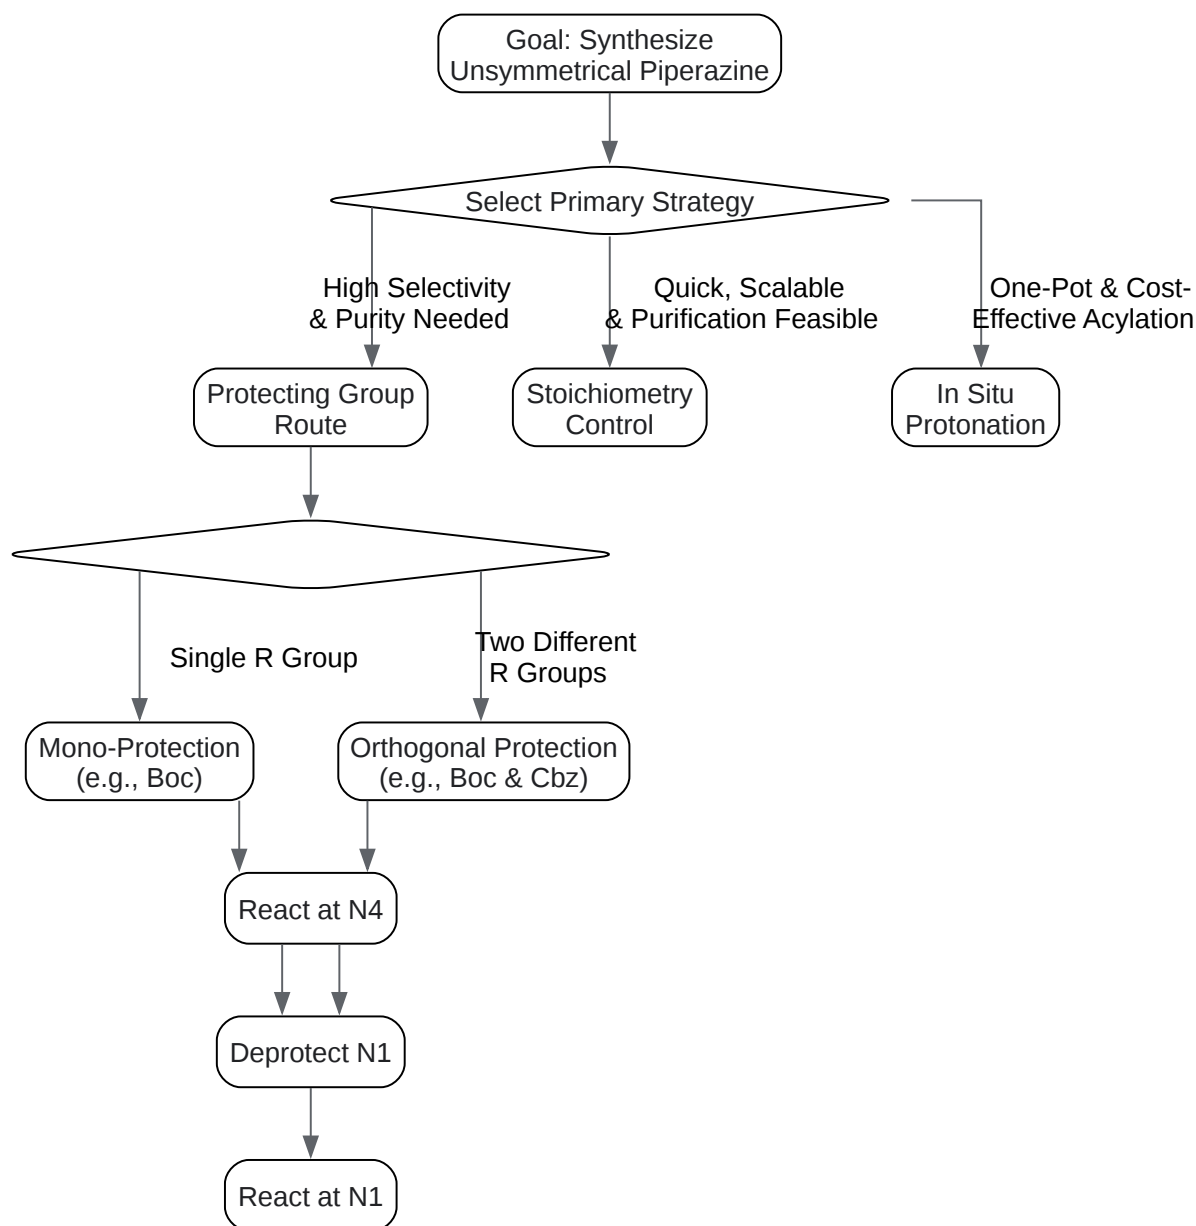 Goal: Synthesize
Unsymmetrical Piperazine
Select Primary Strategy
High Selectivity
& Purity Needed
Quick, Scalable
& Purification Feasible
One-Pot & Cost-
Effective Acylation
Protecting Group
Route
Stoichiometry
Control
In Situ
Protonation
Single R Group
Two Different
R Groups
Mono-Protection
(e.g., Boc)
Orthogonal Protection
(e.g., Boc & Cbz)
React at N4
Deprotect N1
React at N1